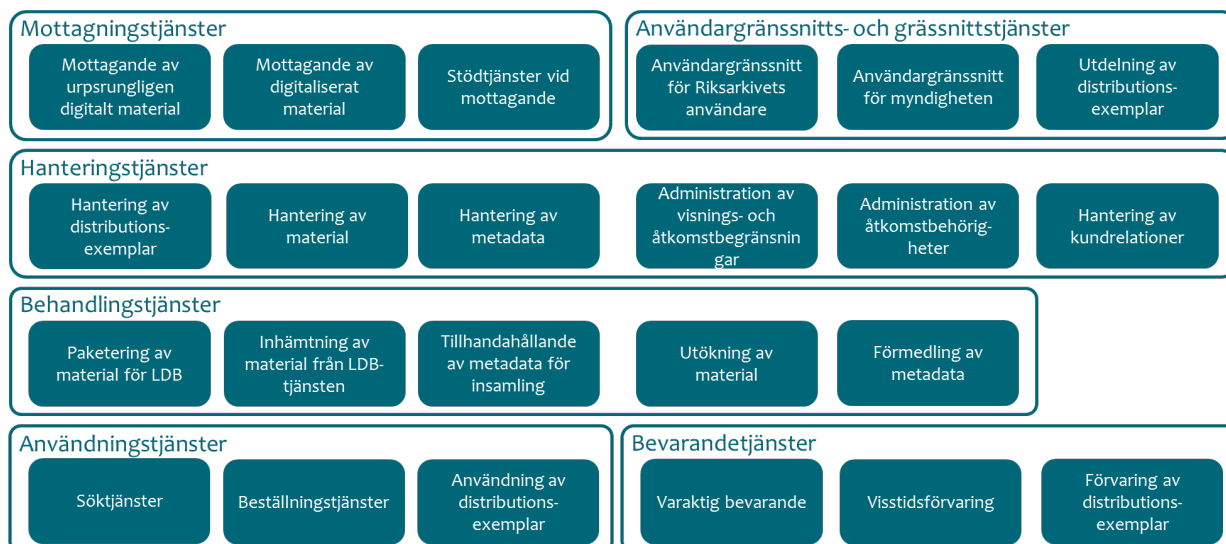 Mottagningstjänster
Mottagande av
urpsrungligen
digitalt material
Mottagande av
digitaliserat
material
Stödtjänster vid
mottagande
Användargränssnitts- och grässnittstjänster
Användargränssnitt
för Riksarkivets
användare
Användargränssnitt
för myndigheten
Utdelning av
distributions-
exemplar
Hanteringstjänster
Hantering av
distributions-
exemplar
Hantering av
material
Hantering av
metadata
Administration av
visnings- och
åtkomstbegränsnin
gar
Administration av
åtkomstbehörig-
heter
Hantering av
kundrelationer
Behandlingstjänster
Paketering av
material för LDB
Inhämtning av
material från LDB-
tjänsten
Tillhandahållande
av metadata för
insamling
Utökning av
material
Förmedling av
metadata
Användningstjänster
Söktjänster
Beställningstjänster
Användning av
distributions-
exemplar
Bevarandetjänster
Varaktig bevarande
Visstidsförvaring
Förvaring av
distributions-
exemplar